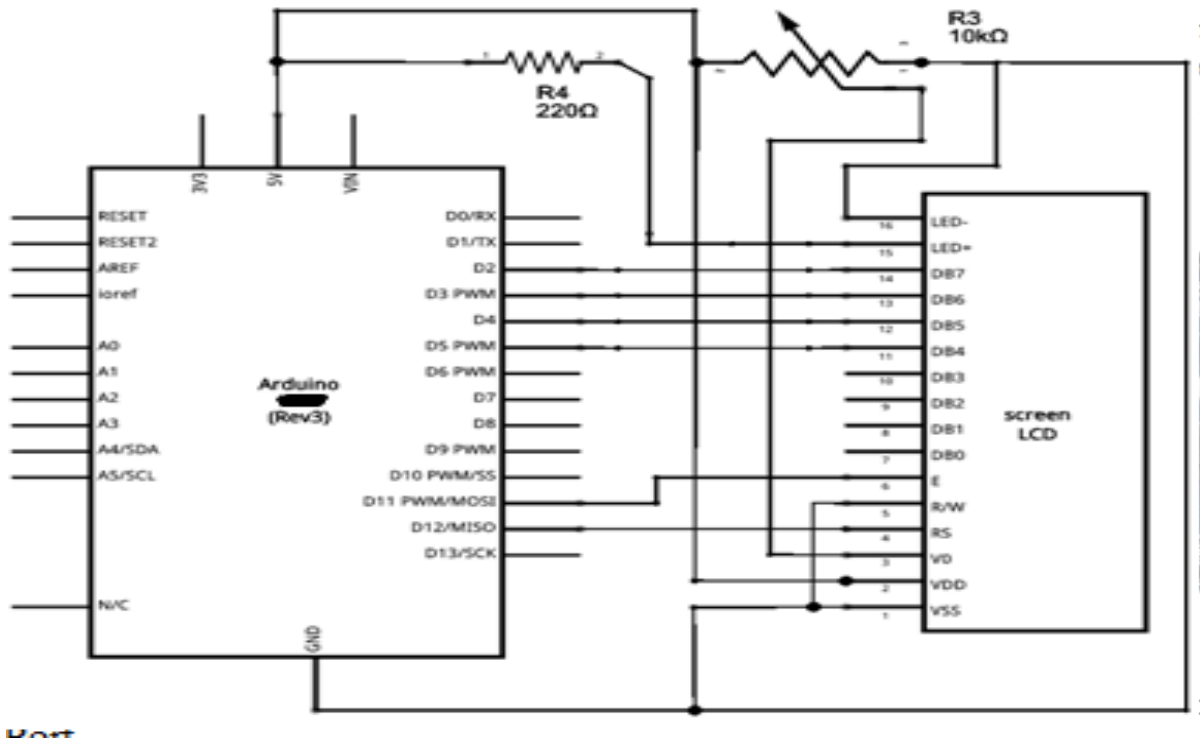 R3
10kΩ
1
2
R4
220Ω
3V3
5V
VIN
RESET
RESET2
AREF
ioref
A0
A1
A2
A3
A4/SDA
A5/SCL
N/C
Arduino
(Rev3)
GND
D0/RX
D1/TX
D2
D3 PWM
D4
D5 PWM
D6 PWM
D7
D8
D9 PWM
D10 PWM/SS
D11 PWM/MOSI
D12/MISO
D13/SCK
16 LED-
15 LED+
14 DB7
13 DB6
12 DB5
11 DB4
10 DB3
9 DB2
8 DB1
7 DB0
6 E
5 R/W
4 RS
3 V0
2 VDD
1 VSS
screen
LCD